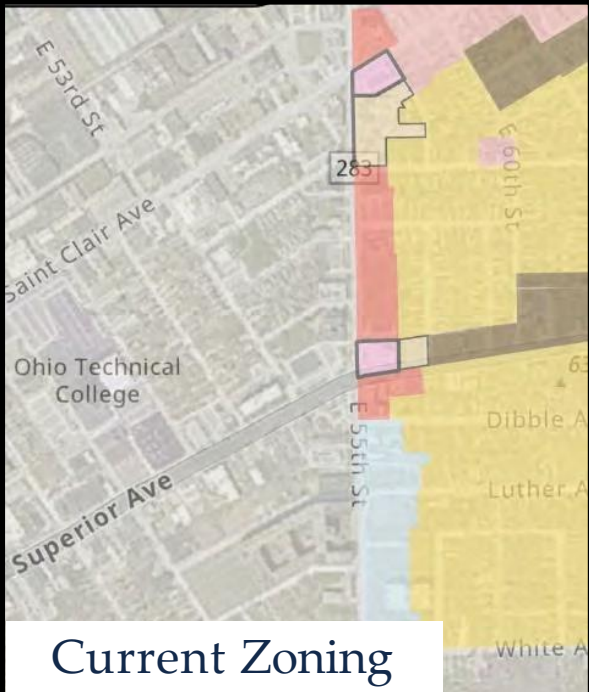 E 53rd St
E 60th St
283
Saint Clair Ave
Ohio Technical
College
63
E 55th St
Dibble A
Luther A
Superior Ave
White A
Current Zoning